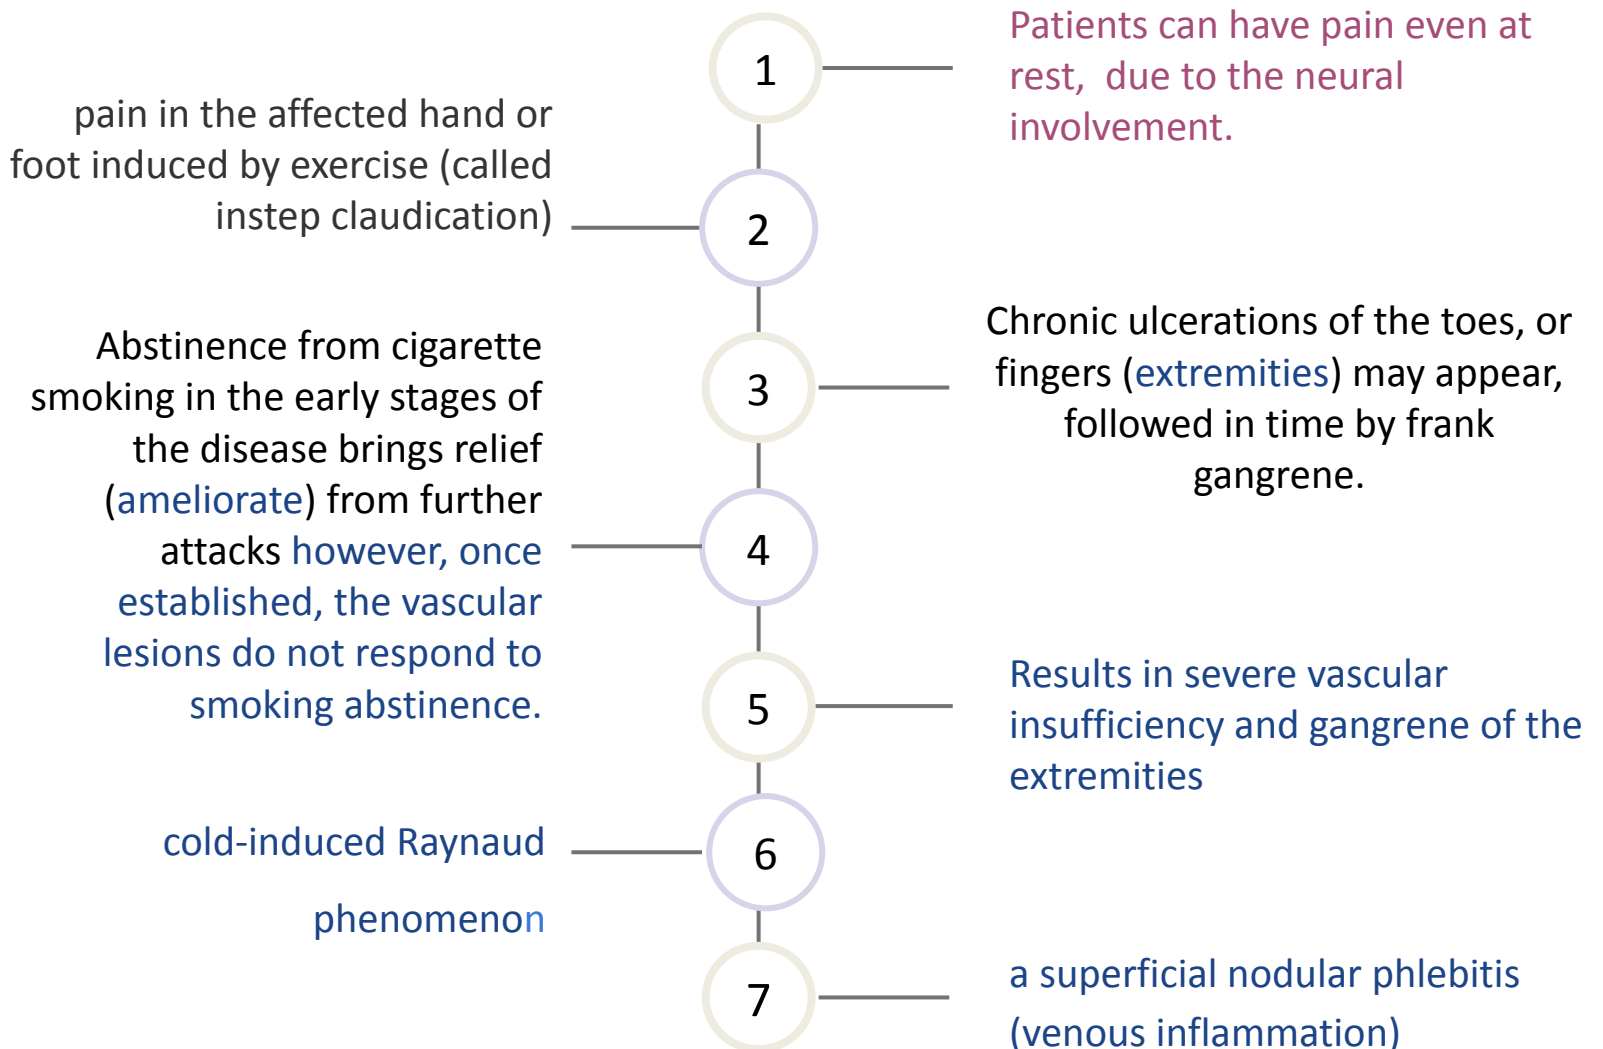 1
Patients can have pain even at
rest,  due to the neural
involvement.
pain in the affected hand or
foot induced by exercise (called
instep claudication)
2
3
Chronic ulcerations of the toes, or
fingers (extremities) may appear,
followed in time by frank
gangrene.
Abstinence from cigarette
smoking in the early stages of
the disease brings relief
(ameliorate) from further
attacks however, once
established, the vascular
lesions do not respond to
smoking abstinence.
4
5
Results in severe vascular
insufficiency and gangrene of the
extremities
cold-induced Raynaud
phenomenon
6
7
a superficial nodular phlebitis
(venous inflammation)